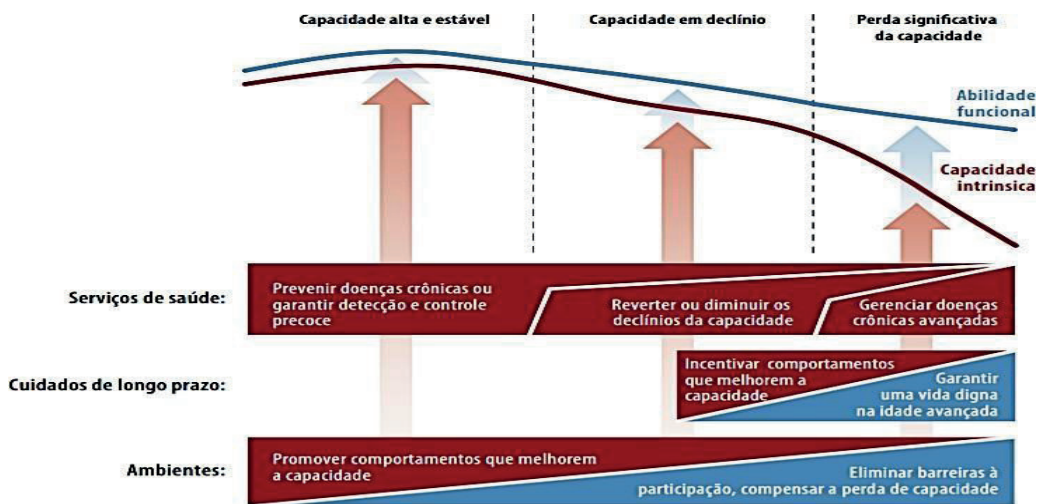 Capacidade alta e estável
Capacidade em declínio
Perda significativa
da capacidade
Abilidade
funcional
Capacidade
intrinsica
Serviços de saúde:
Prevenir doenças crônicas ou
garantir detecção e controle
precoce
Reverter ou diminuir os
declínios da capacidade
Gerenciar doenças
crônicas avançadas
Cuidados de longo prazo:
Incentivar comportamentos
que melhorem a
capacidade
Garantir
uma vida digna
na idade avançada
Ambientes:
Promover comportamentos que melhorem
a capacidade
Eliminar barreiras à
participação, compensar a perda de capacidade